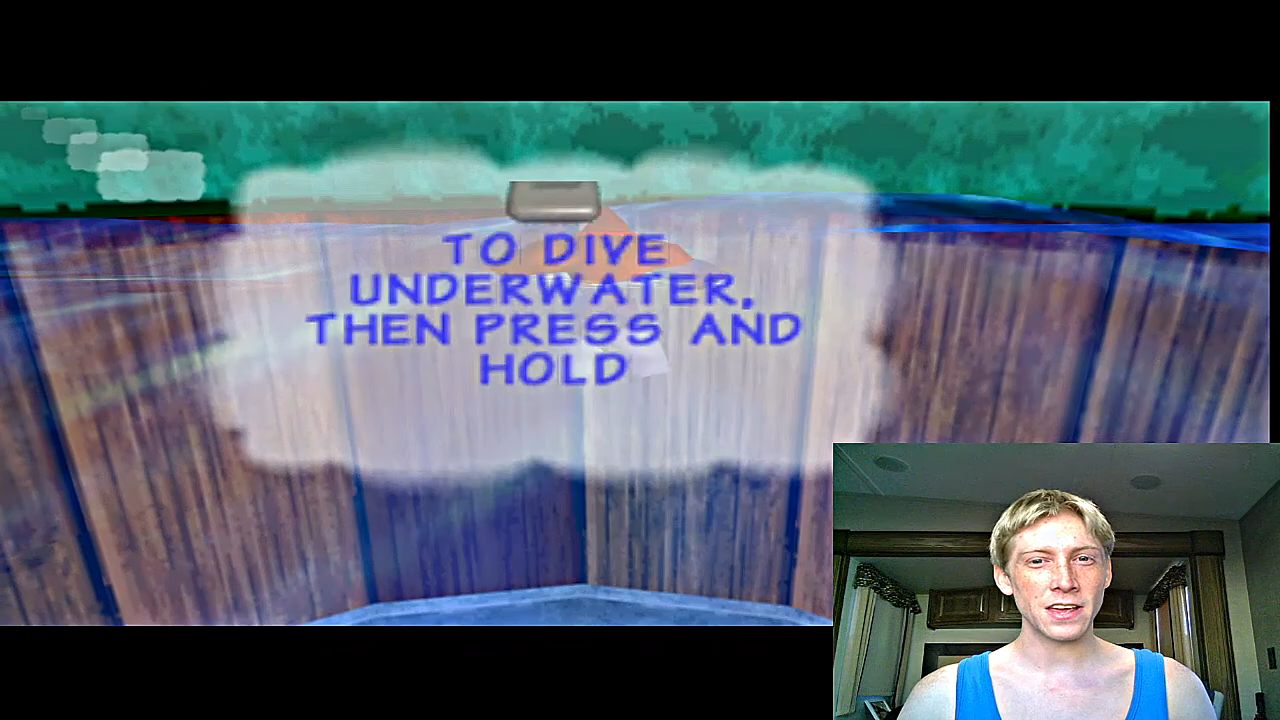 TO DIVE
UNDERWATER,
THEN PRESS AND
HOLD